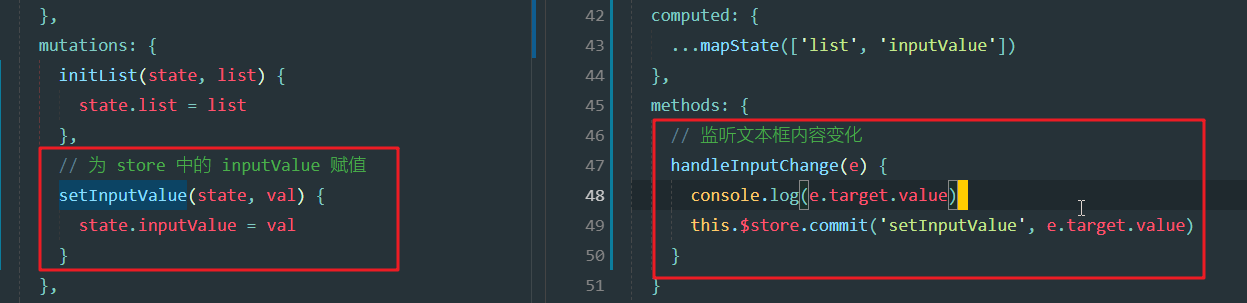 },
mutations: {
initList(state, list) {
state.list = list
},
// 为 store 中的 inputValue 赋值
setInputValue(state, val) {
state.inputValue = val
}
},
42 computed: {
43 ...mapState(['list', 'inputValue'])
44 },
45 methods: {
46 // 监听文本框内容变化
47 handleInputChange(e) {
48 console.log(e.target.value)
49 this.$store.commit('setInputValue', e.target.value)
50 }
51 }